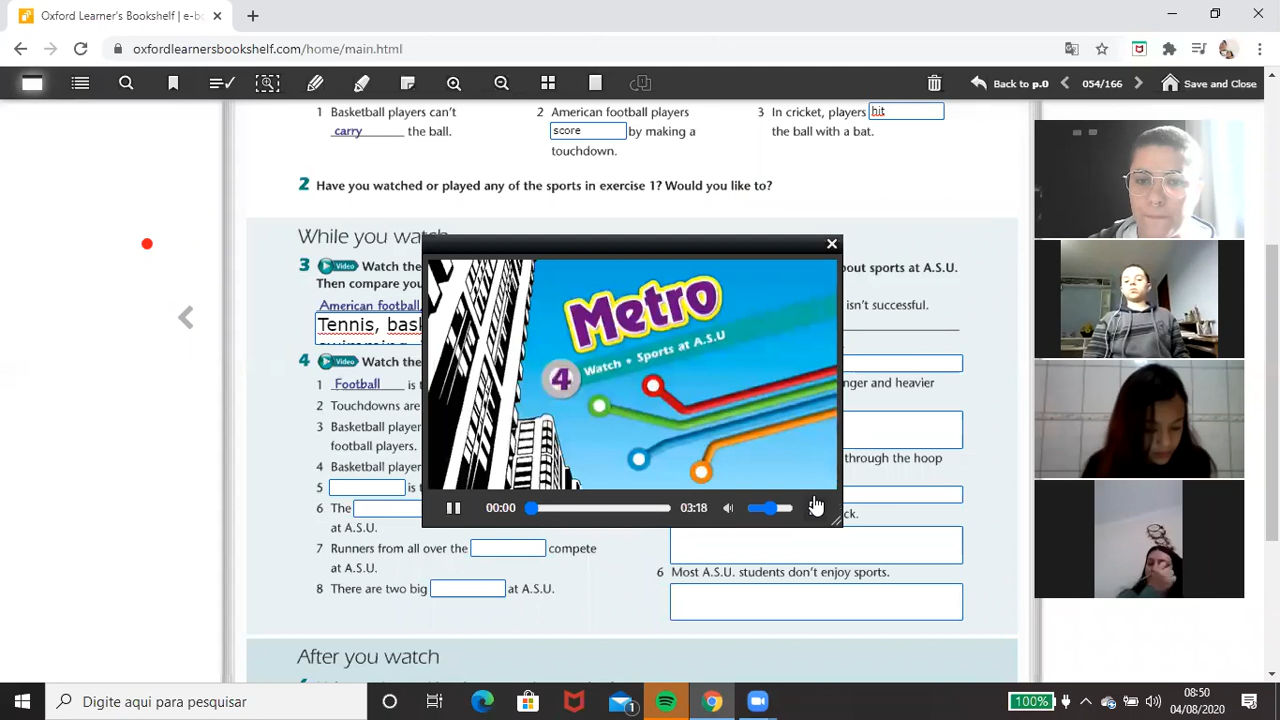 Oxford Learner's Bookshelf | e-bo
oxfordlearnersbookshelf.com/home/main.html
Back to p.0
054/166
Save and Close
1 Basketball players can't
carry the ball.
2 American football players
score by making a
touchdown.
3 In cricket, players hit
the ball with a bat.
2 Have you watched or played any of the sports in exercise 1? Would you like to?
While you watch
3 Video Watch the
Then compare you
American football,
Tennis, bask
4 Video Watch the
1 Football is t
2 Touchdowns are
3 Basketball player
football players.
4 Basketball player
5 is t
6 The
at A.S.U.
7 Runners from all over the compete
at A.S.U.
8 There are two big at A.S.U.
bout sports at A.S.U.
isn't successful.
nger and heavier
through the hoop
ck.
6 Most A.S.U. students don't enjoy sports.
Metro
4 Watch • Sports at A.S.U
00:00
03:18
After you watch
Digite aqui para pesquisar
1
100%
08:50
04/08/2020